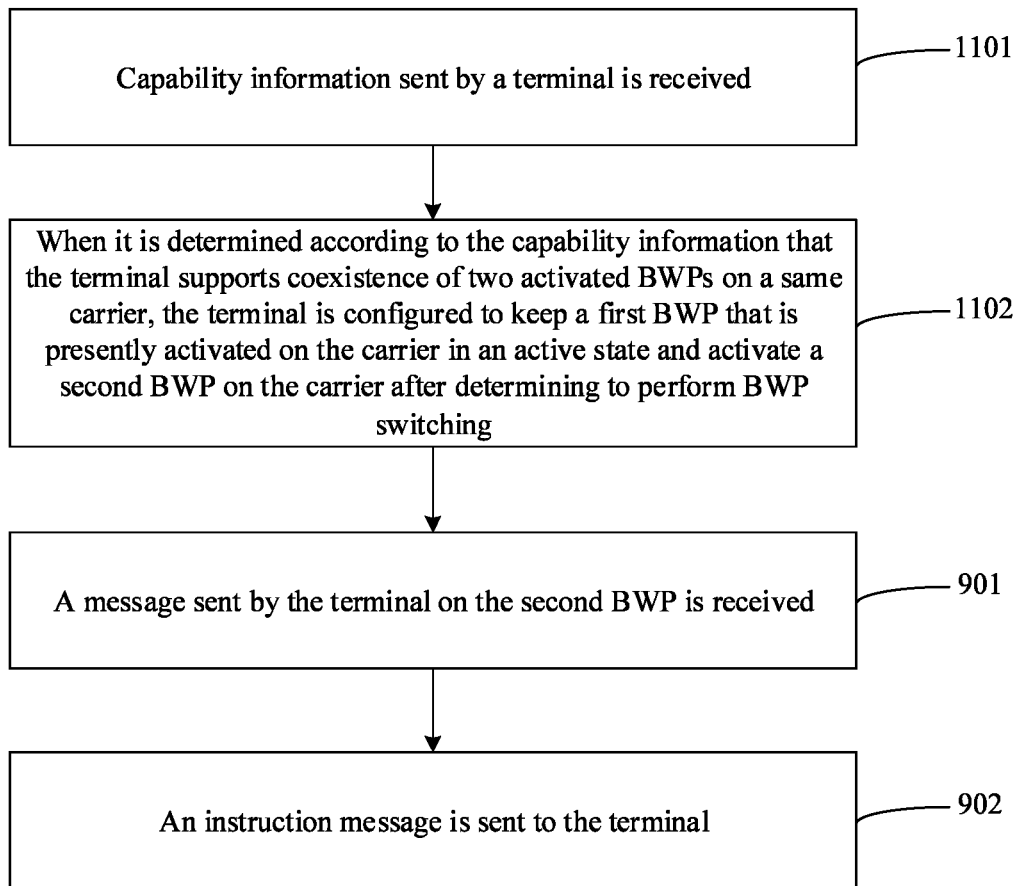 Capability information sent by a terminal is received
1101
When it is determined according to the capability information that
the terminal supports coexistence of two activated BWPs on a same
carrier, the terminal is configured to keep a first BWP that is
presently activated on the carrier in an active state and activate a
second BWP on the carrier after determining to perform BWP
switching
1102
A message sent by the terminal on the second BWP is received
901
An instruction message is sent to the terminal
902